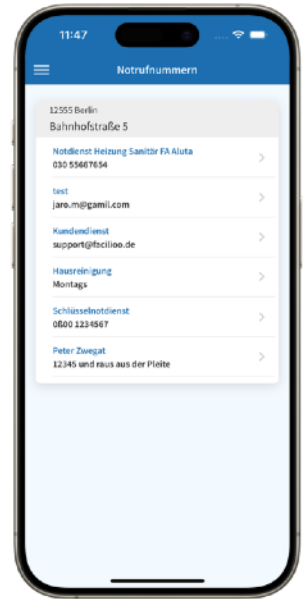 11:47
Notrufnummern
12555 Berlin
Bahnhofstraße 5
Notdienst Heizung Sanitär FA Aluta
030 55667654
test
jaro.m@gamil.com
Kundendienst
support@facilioo.de
Hausreinigung
Montags
Schlüsselnotdienst
0800 1234567
Peter Zwegat
12345 und raus aus der Pleite